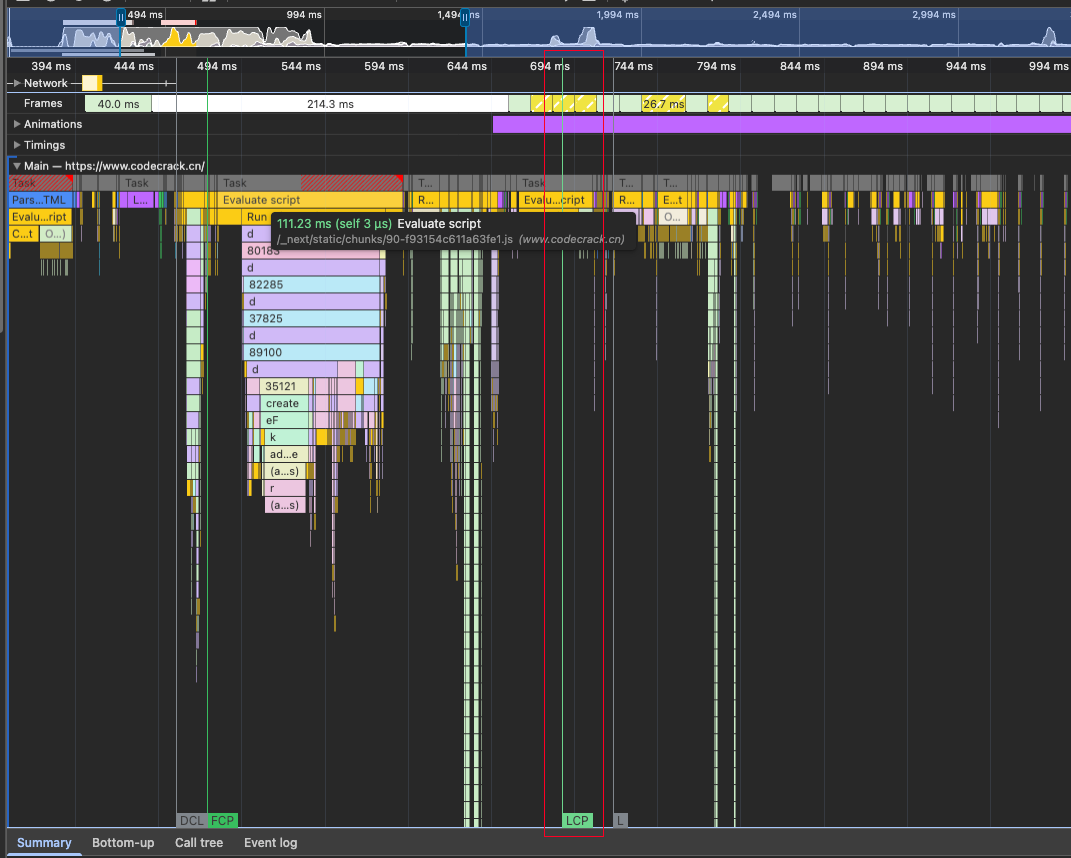 494 ms 994 ms 1,494 ms 1,994 ms 2,494 ms 2,994 ms
394 ms 444 ms 494 ms 544 ms 594 ms 644 ms 694 ms 744 ms 794 ms 844 ms 894 ms 944 ms 994 ms
Network
Frames 40.0 ms 214.3 ms 26.7 ms
Animations
Timings
Main — https://www.codecrack.cn/
Task Task Task T... Task T... T...
Pars...TML L... Evaluate script R... Evalu...cript R... E...t
Evalu...ript Run O...
111.23 ms (self 3 μs) Evaluate script
C...t O...) d
/_next/static/chunks/90-f93154c611a63fe1.js (www.codecrack.cn)
d
82285
d
37825
d
89100
d
35121
create
eF
k
ad...e
(a...s)
r
(a...s)
DCL FCP LCP L
Summary Bottom-up Call tree Event log